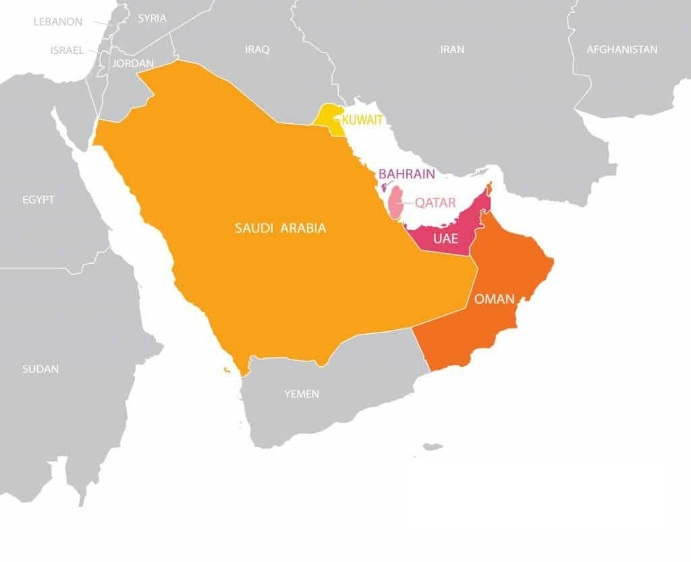 LEBANON
SYRIA
ISRAEL
JORDAN
IRAQ
IRAN
AFGHANISTAN
KUWAIT
BAHRAIN
QATAR
EGYPT
SAUDI ARABIA
UAE
OMAN
SUDAN
YEMEN